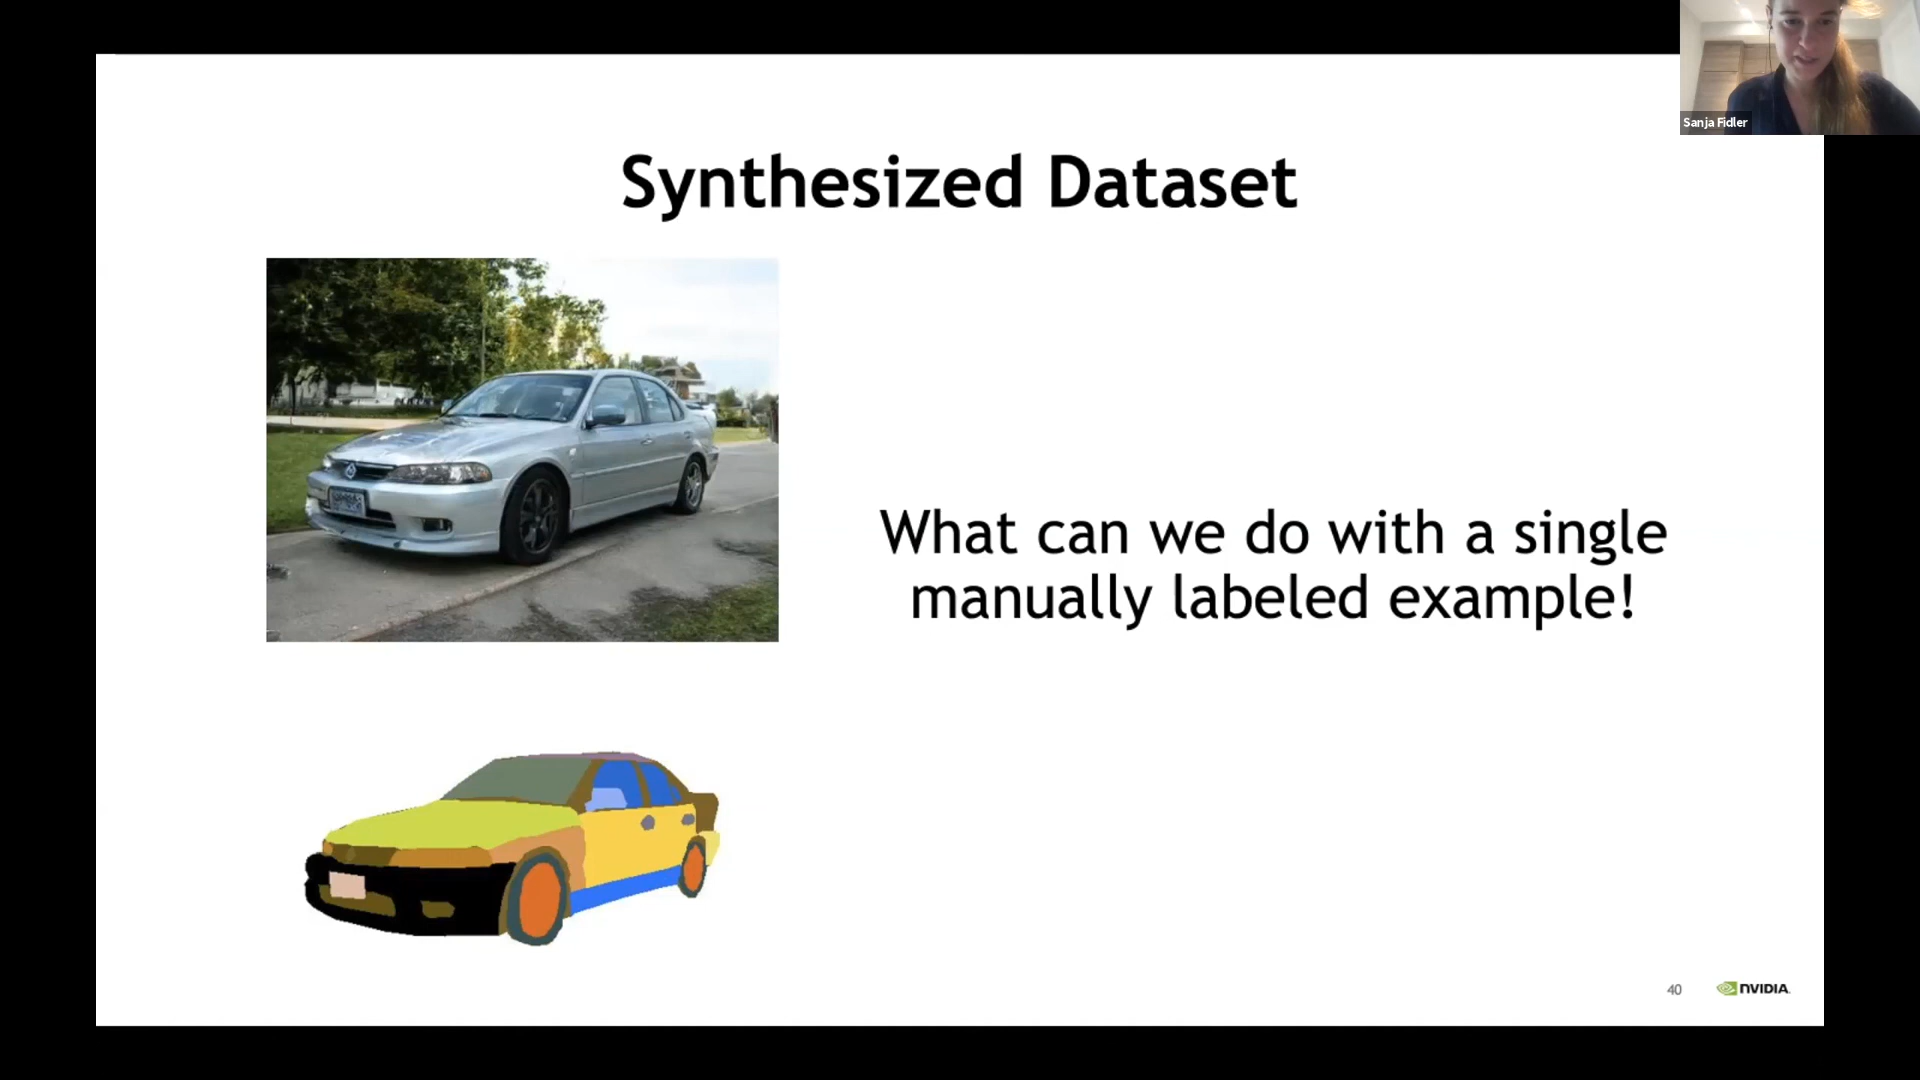 Sanja Fidler
Synthesized Dataset
What can we do with a single
manually labeled example!
40
NVIDIA.